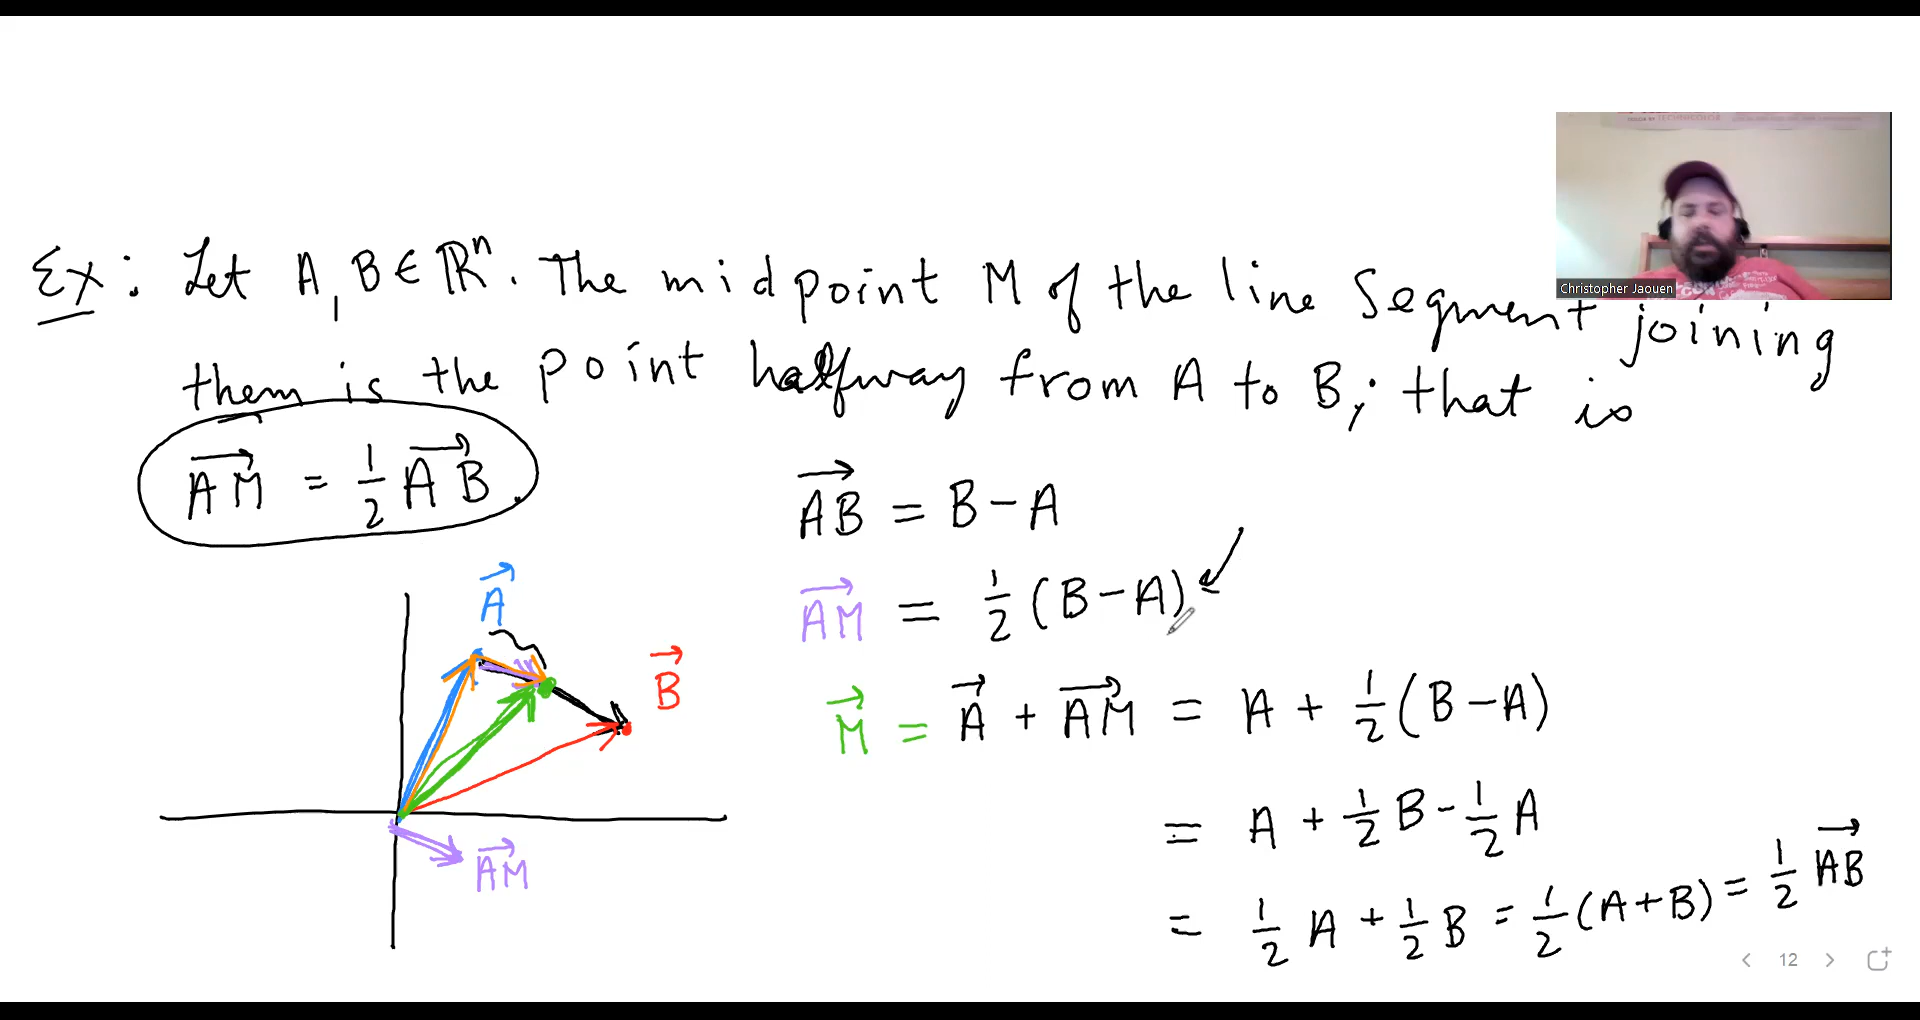 Ex: Let A, B ∈ ℝⁿ. The midpoint M of the line segment joining
them is the point halfway from A to B; that is
AM⃗ = 1/2 AB⃗.
AB⃗ = B - A
AM⃗ = 1/2 (B - A)
M⃗ = A⃗ + AM⃗ = A + 1/2 (B - A)
= A + 1/2 B - 1/2 A
= 1/2 A + 1/2 B = 1/2 (A + B) = 1/2 AB⃗
A⃗
B⃗
AM⃗
Christopher Jaouen
12